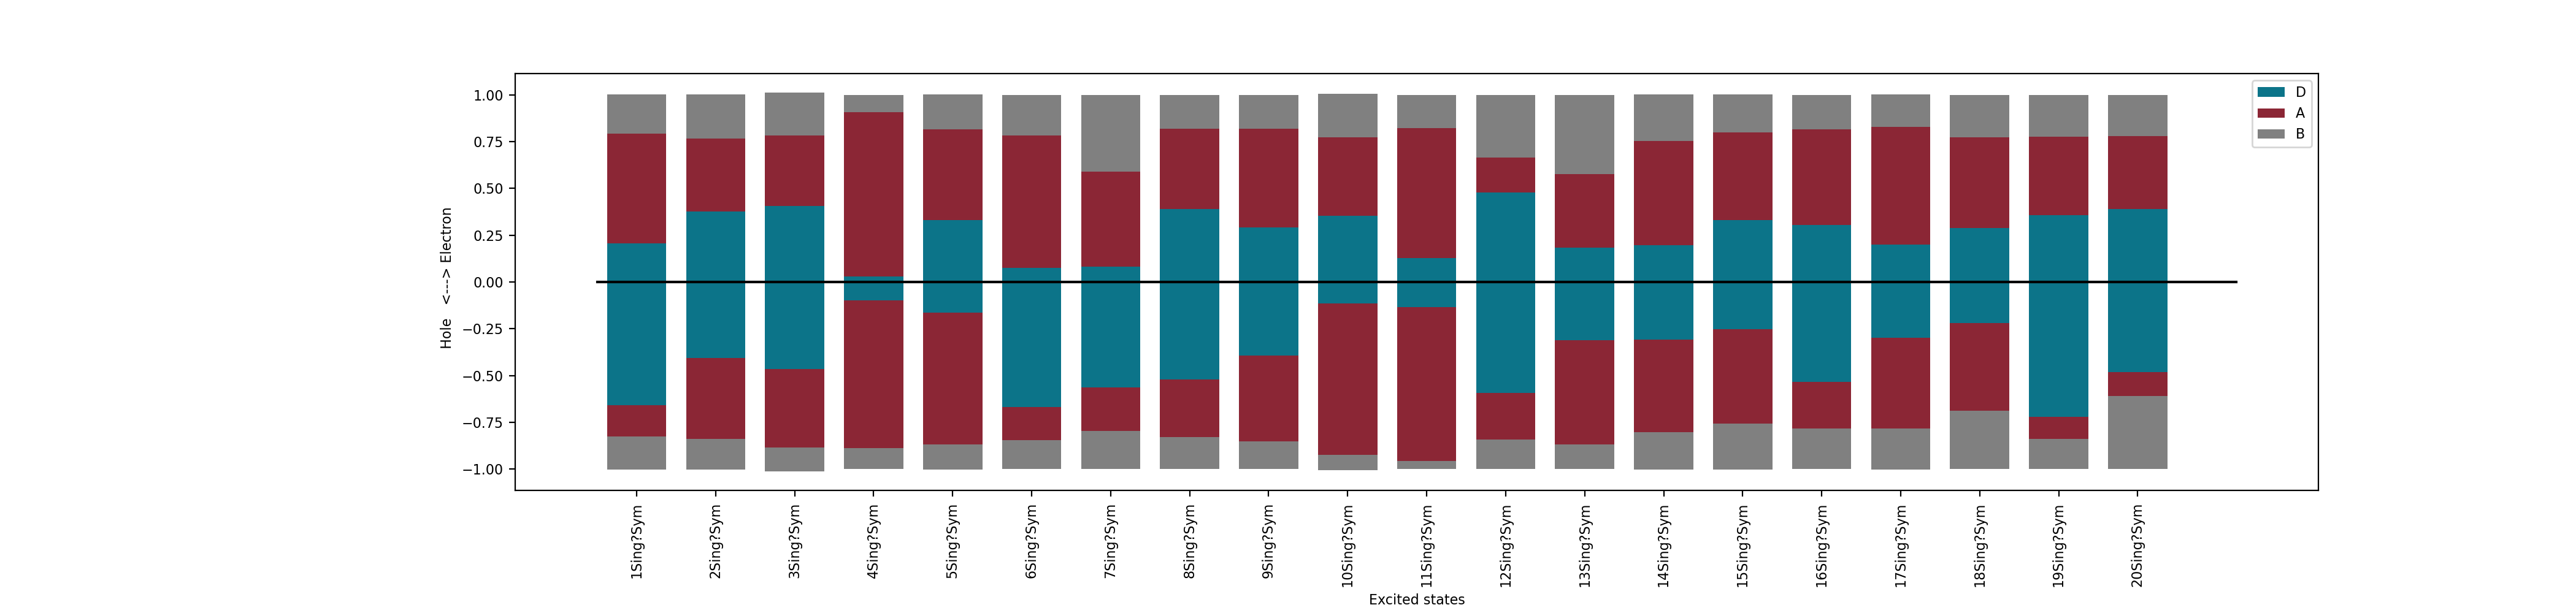 1.00
0.75
0.50
0.25
0.00
−0.25
−0.50
−0.75
−1.00
Hole <----> Electron
D
A
B
1Sing?Sym
2Sing?Sym
3Sing?Sym
4Sing?Sym
5Sing?Sym
6Sing?Sym
7Sing?Sym
8Sing?Sym
9Sing?Sym
10Sing?Sym
11Sing?Sym
12Sing?Sym
13Sing?Sym
14Sing?Sym
15Sing?Sym
16Sing?Sym
17Sing?Sym
18Sing?Sym
19Sing?Sym
20Sing?Sym
Excited states